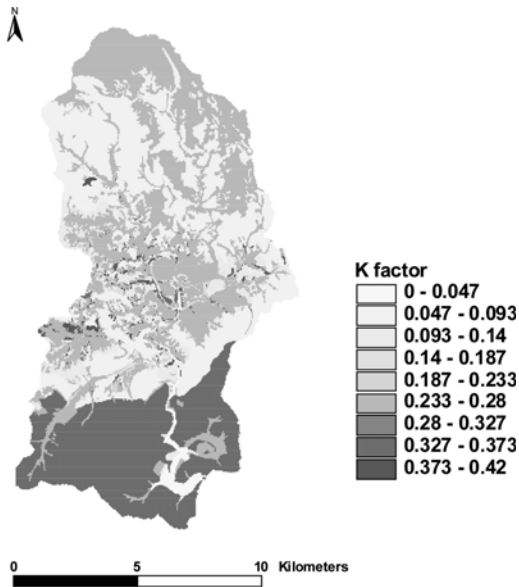 N
K factor
0 - 0.047
0.047 - 0.093
0.093 - 0.14
0.14 - 0.187
0.187 - 0.233
0.233 - 0.28
0.28 - 0.327
0.327 - 0.373
0.373 - 0.42
0 5 10 Kilometers